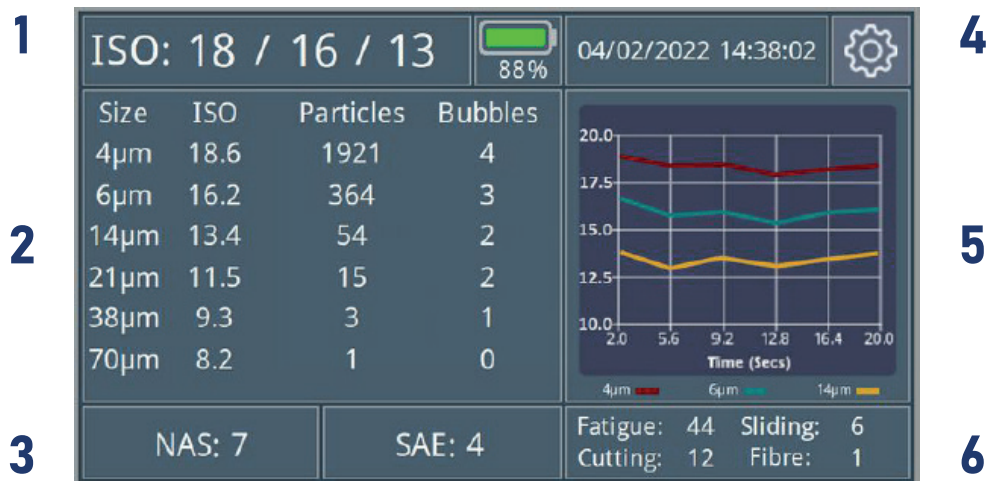 1
ISO: 18 / 16 / 13
88%
04/02/2022 14:38:02
4
Size ISO Particles Bubbles
4µm 18.6 1921 4
6µm 16.2 364 3
14µm 13.4 54 2
21µm 11.5 15 2
38µm 9.3 3 1
70µm 8.2 1 0
2
20.0
17.5
15.0
12.5
10.0
2.0 5.6 9.2 12.8 16.4 20.0
Time (Secs)
4µm 6µm 14µm
5
3
NAS: 7
SAE: 4
Fatigue: 44 Sliding: 6
Cutting: 12 Fibre: 1
6